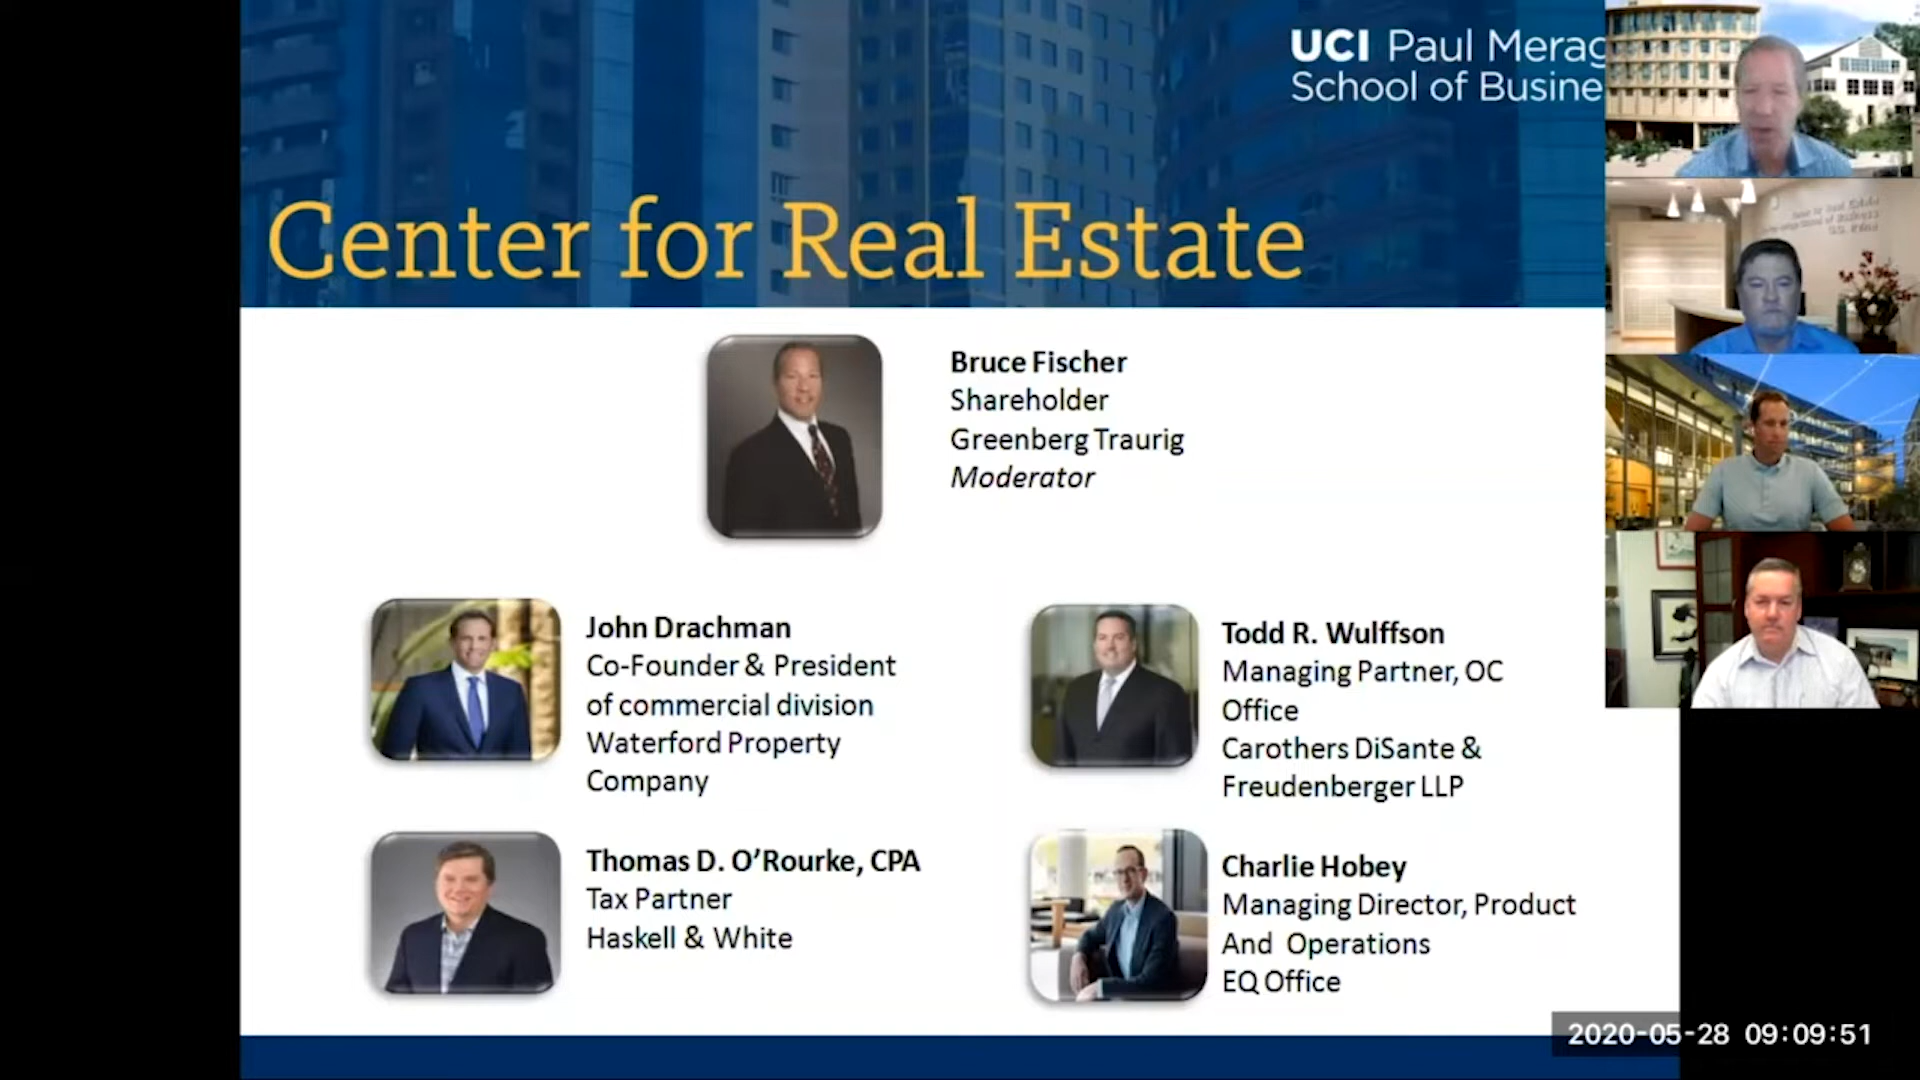 UCI Paul Merag
School of Busine
Center for Real Estate
Bruce Fischer
Shareholder
Greenberg Traurig
Moderator
John Drachman
Co-Founder & President
of commercial division
Waterford Property
Company
Todd R. Wulffson
Managing Partner, OC
Office
Carothers DiSante &
Freudenberger LLP
Thomas D. O’Rourke, CPA
Tax Partner
Haskell & White
Charlie Hobey
Managing Director, Product
And Operations
EQ Office
2020-05-28 09:09:51